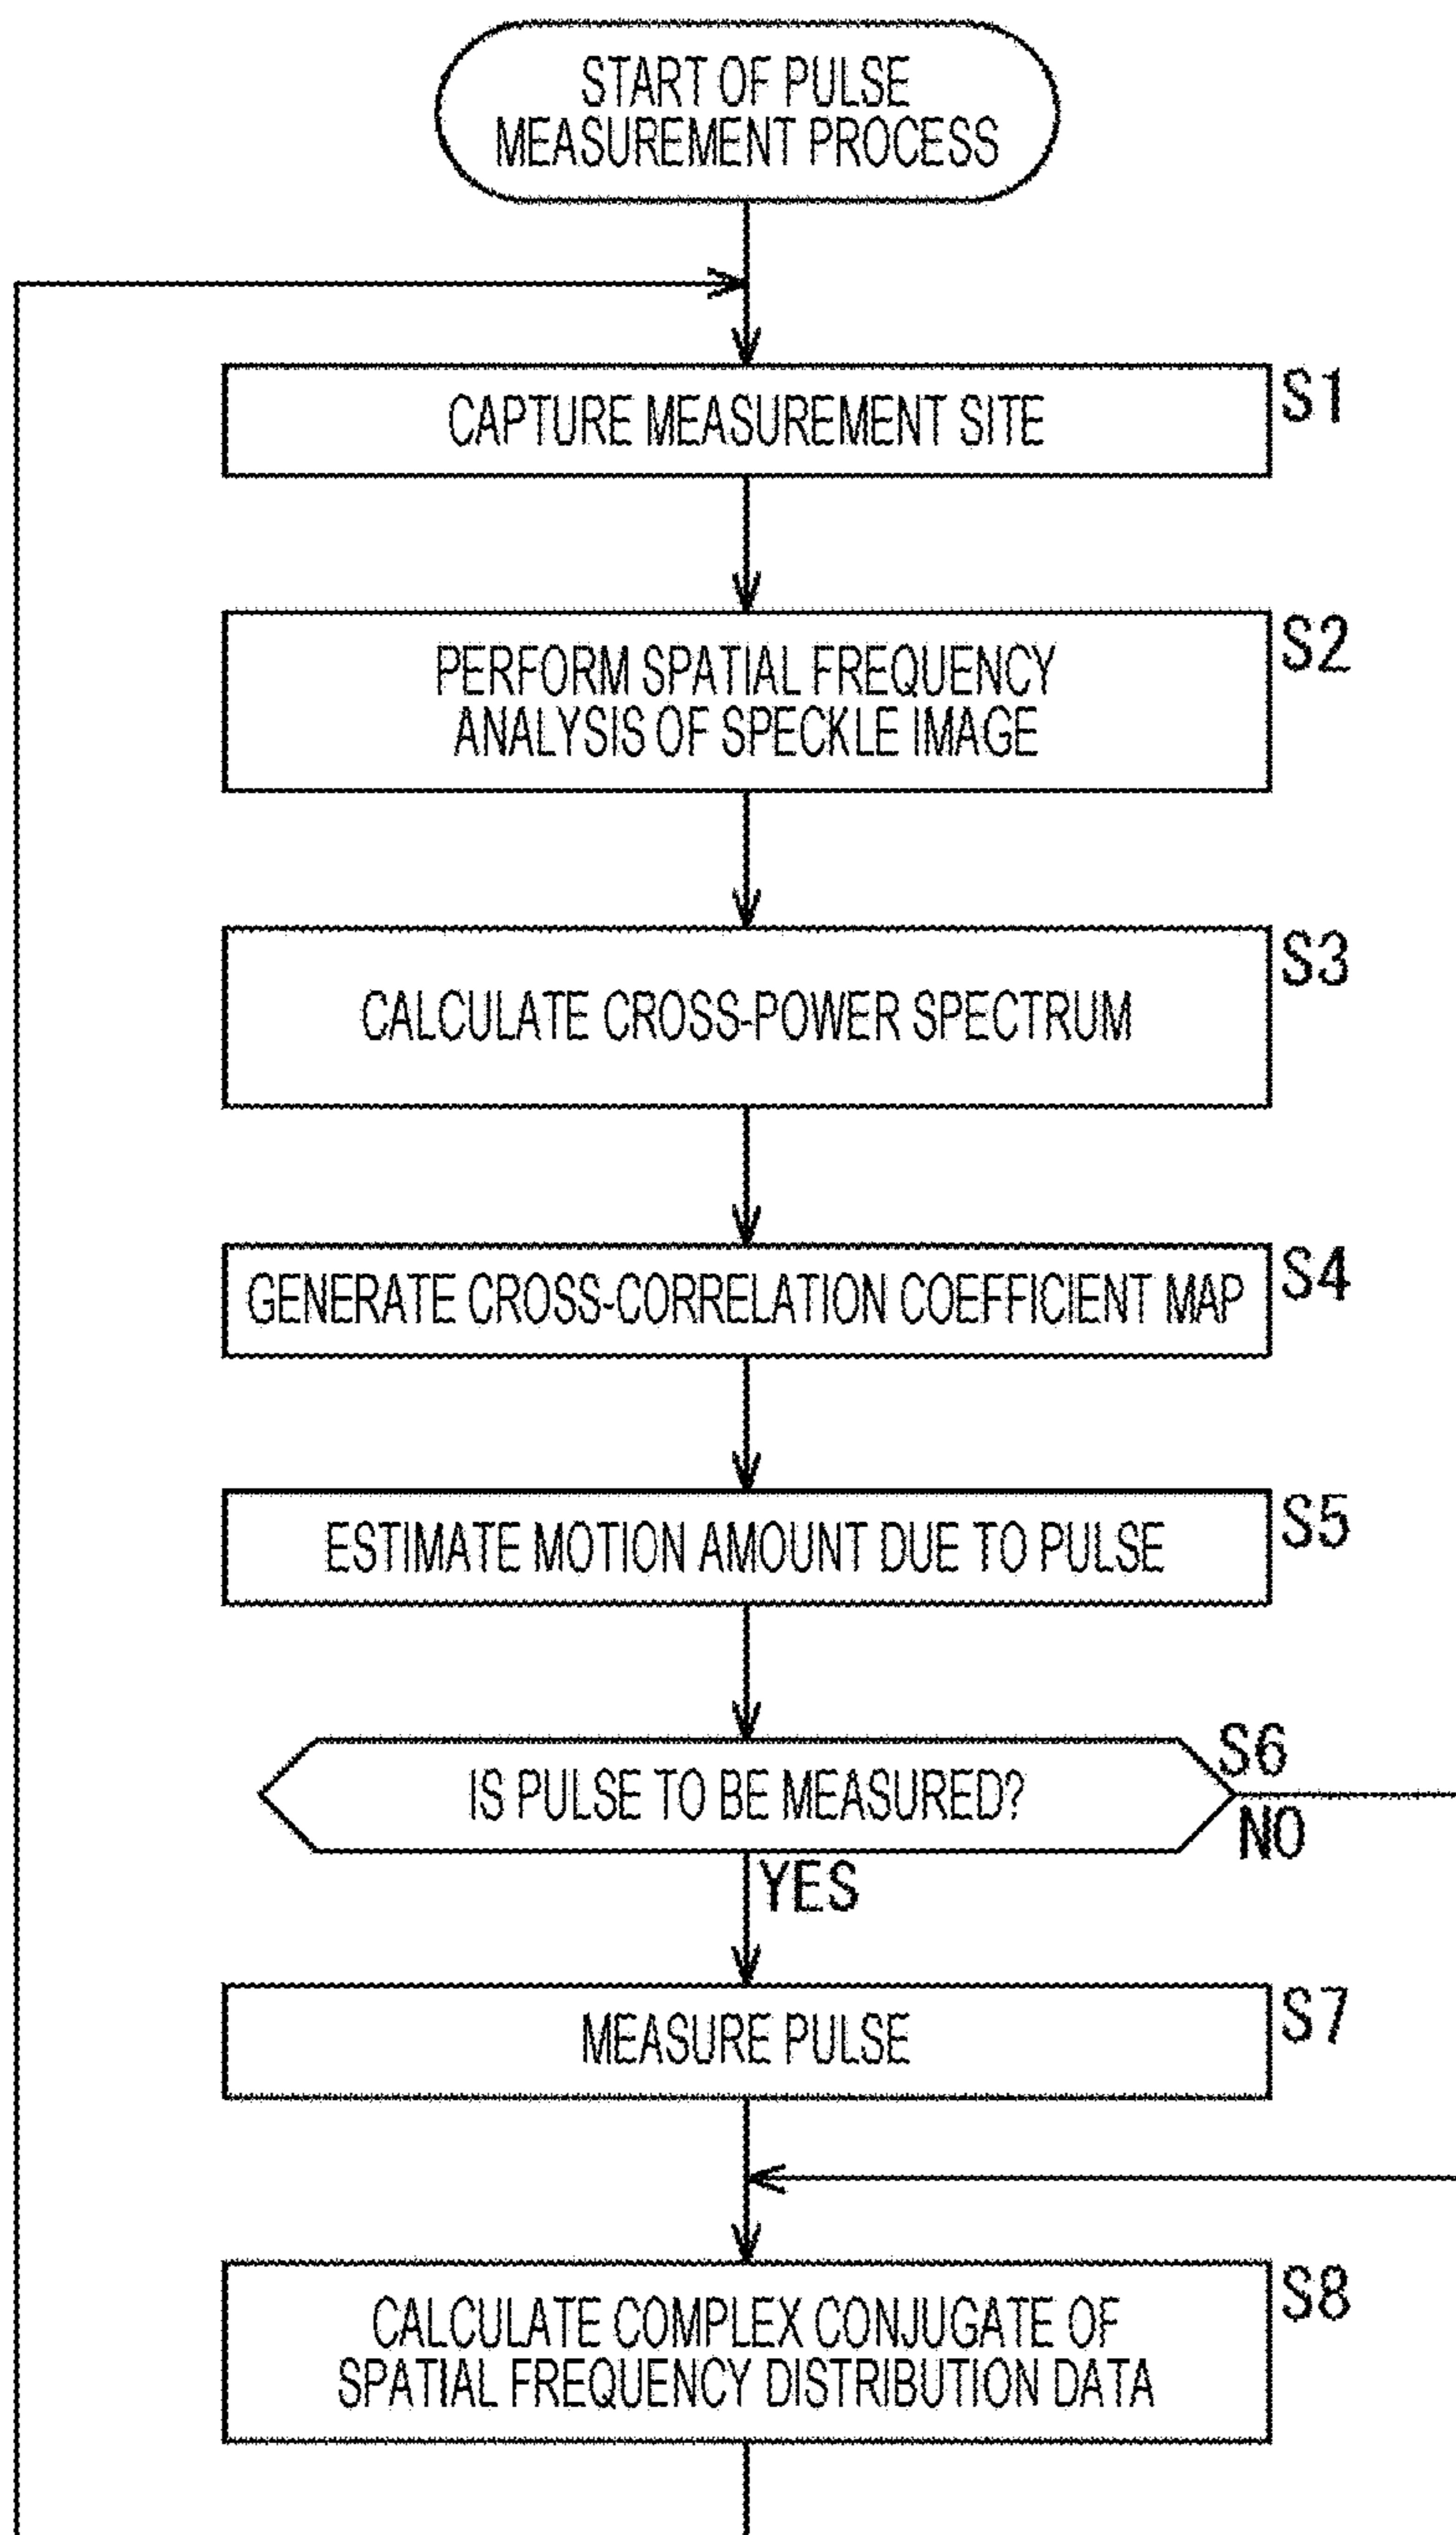 START OF PULSE
MEASUREMENT PROCESS
CAPTURE MEASUREMENT SITE
S1
PERFORM SPATIAL FREQUENCY
ANALYSIS OF SPECKLE IMAGE
S2
CALCULATE CROSS-POWER SPECTRUM
S3
GENERATE CROSS-CORRELATION COEFFICIENT MAP
S4
ESTIMATE MOTION AMOUNT DUE TO PULSE
S5
IS PULSE TO BE MEASURED?
S6
NO
YES
MEASURE PULSE
S7
CALCULATE COMPLEX CONJUGATE OF
SPATIAL FREQUENCY DISTRIBUTION DATA
S8